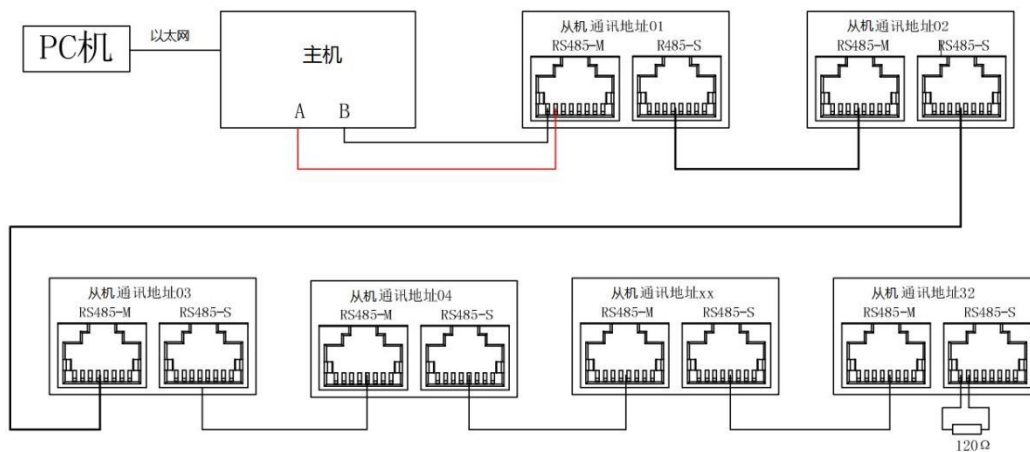 PC机
以太网
主机
A
B
从机通讯地址01
RS485-M
R485-S
从机通讯地址02
RS485-M
RS485-S
从机通讯地址03
RS485-M
RS485-S
从机通讯地址04
RS485-M
RS485-S
从机通讯地址xx
RS485-M
RS485-S
从机通讯地址32
RS485-M
RS485-S
120Ω